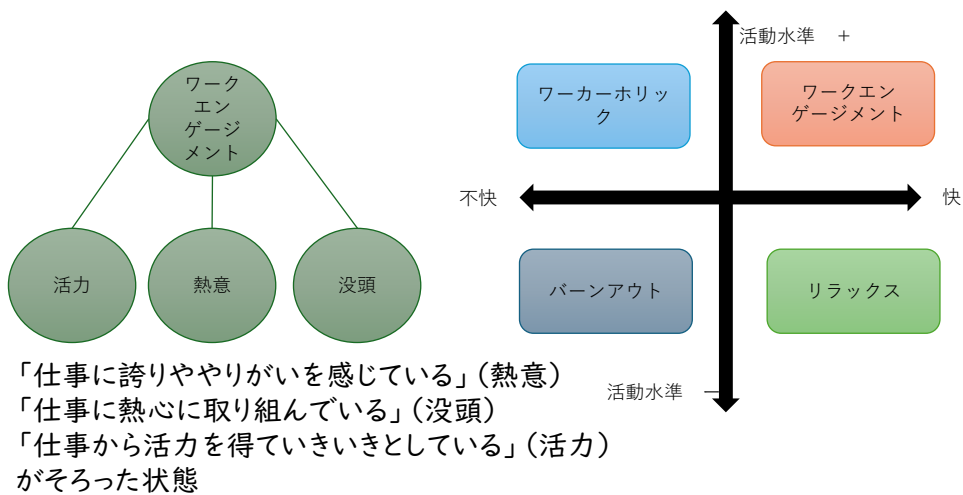 ワーク
エン
ゲージ
メント
活力
熱意
没頭
「仕事に誇りややりがいを感じている」（熱意）
「仕事に熱心に取り組んでいる」（没頭）
「仕事から活力を得ていきいきとしている」（活力）
がそろった状態
活動水準　+
ワーカーホリッ
ク
ワークエン
ゲージメント
不快
快
バーンアウト
リラックス
活動水準　－